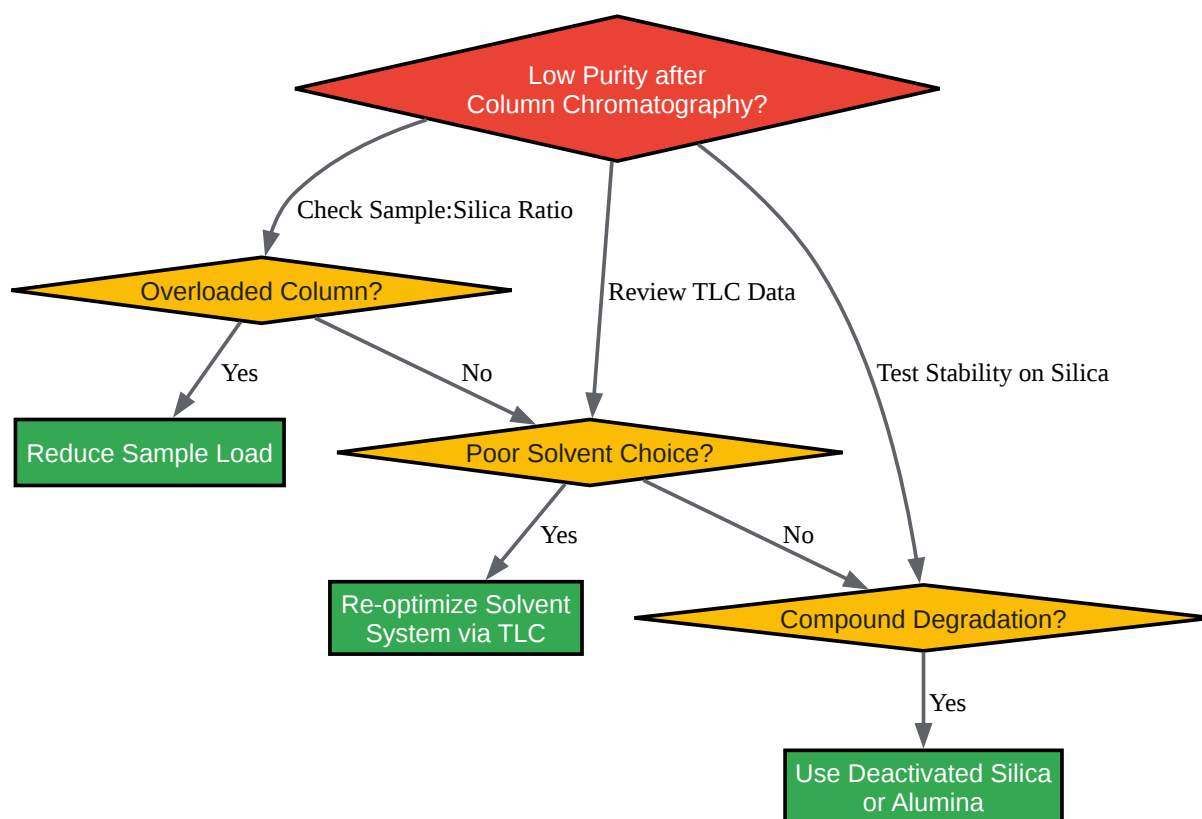 Low Purity after
Column Chromatography?
Check Sample:Silica Ratio
Overloaded Column?
Review TLC Data
Yes
No
Test Stability on Silica
Reduce Sample Load
Poor Solvent Choice?
Yes
No
Re-optimize Solvent
System via TLC
Compound Degradation?
Yes
Use Deactivated Silica
or Alumina